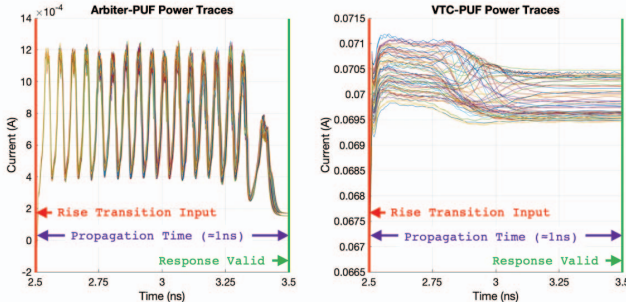 Arbiter-PUF Power Traces
×10⁻⁴
14
12
10
8
6
4
2
0
-2
Current (A)
Rise Transition Input
Propagation Time (≈1ns)
Response Valid
2.5 2.75 3 3.25 3.5
Time (ns)
VTC-PUF Power Traces
0.0715
0.071
0.0705
0.07
0.0695
0.069
0.0685
0.068
0.0675
0.067
0.0665
Current (A)
Rise Transition Input
Propagation Time (≈1ns)
Response Valid
2.5 2.75 3 3.25 3.5
Time (ns)